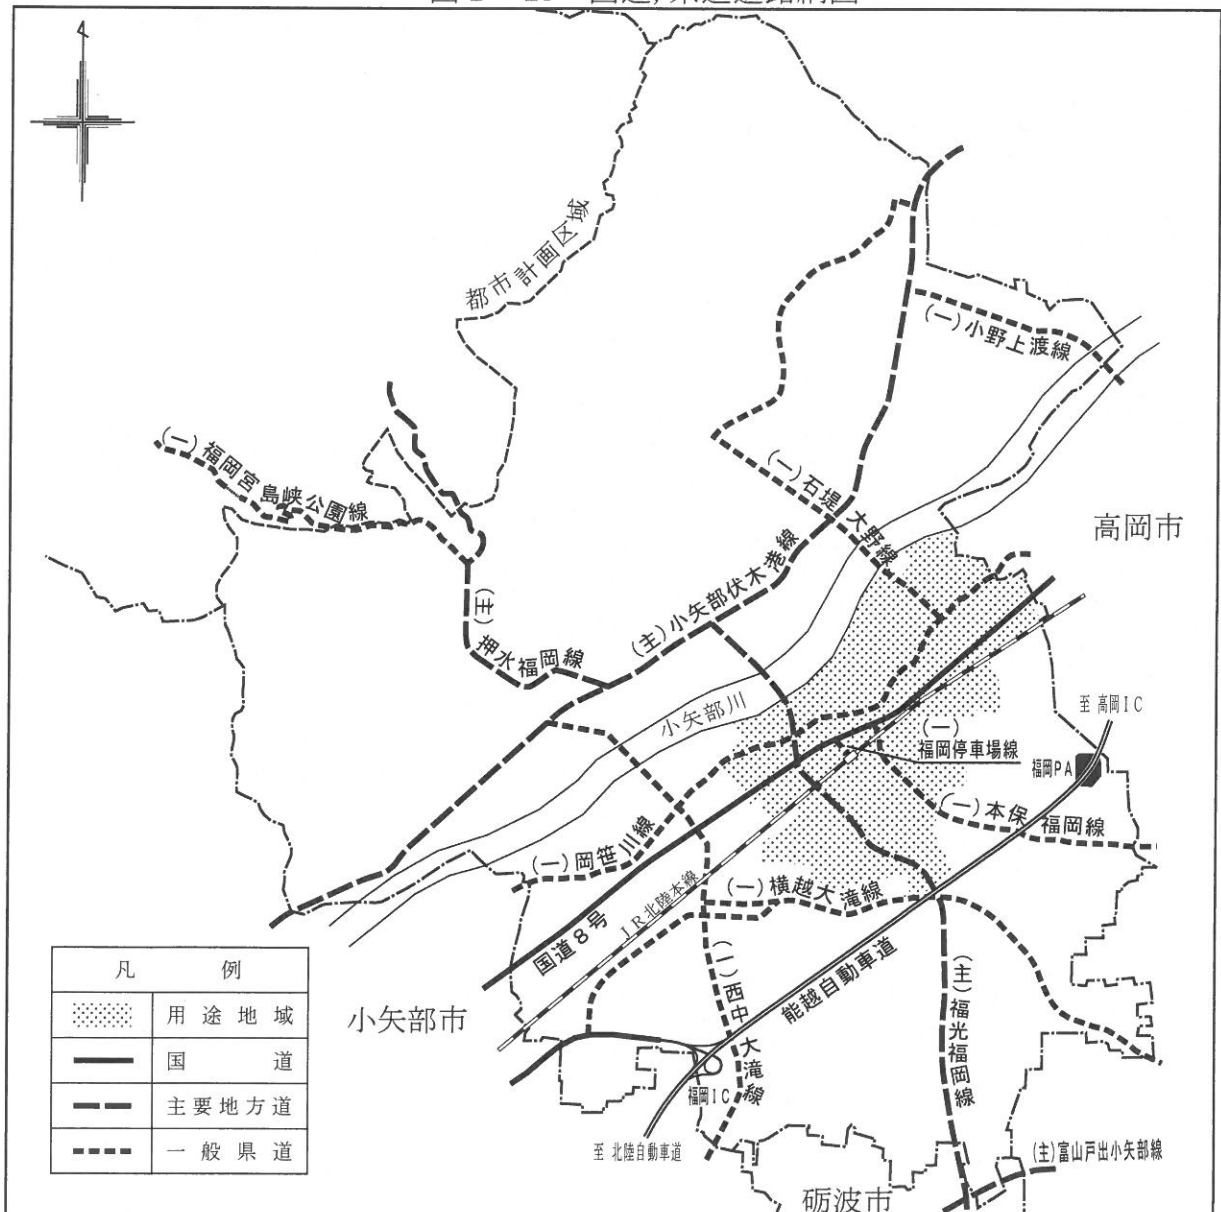 都市計画区域
(一)小野上渡線
(一)福岡宮島峡公園線
(一)石堤大野線
高岡市
(主)小矢部伏木港線
(主)押水福岡線
小矢部川
至 高岡IC
(一)福岡停車場線
福岡PA
(一)本保福岡線
(一)岡笹川線
(一)横越大滝線
JR北陸本線
国道8号
能越自動車道
(一)西中大滝線
(主)福光福岡線
小矢部市
福岡IC
至 北陸自動車道
(主)富山戸出小矢部線
砺波市
凡 例
用途地域
国 道
主要地方道
一般県道